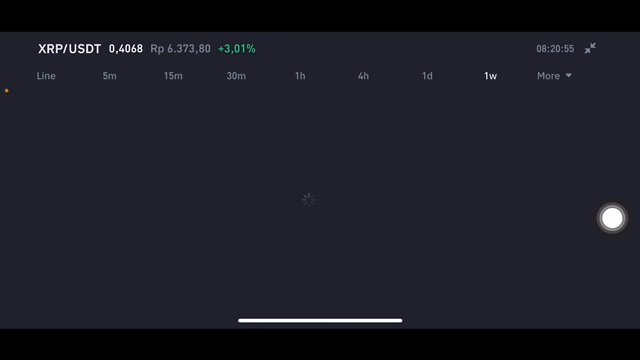 XRP/USDT 0,4068 Rp 6.373,80 +3,01% 08:20:55
Line 5m 15m 30m 1h 4h 1d 1w More